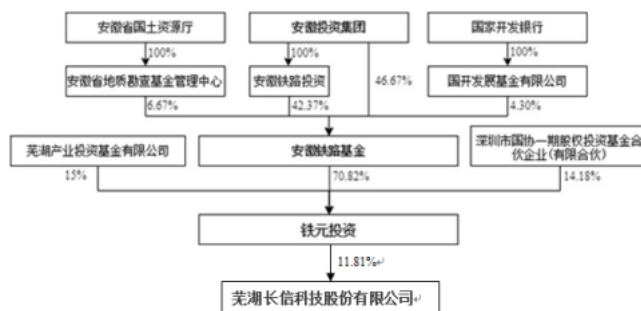 安徽省国土资源厅
安徽投资集团
国家开发银行
100%
100%
100%
安徽省地质勘查基金管理中心
安徽铁路投资
46.67%
国开发展基金有限公司
6.67%
42.37%
4.30%
芜湖产业投资基金有限公司
安徽铁路基金
深圳市国协一期股权投资基金合
伙企业(有限合伙)
15%
70.82%
14.18%
铁元投资
11.81%
芜湖长信科技股份有限公司